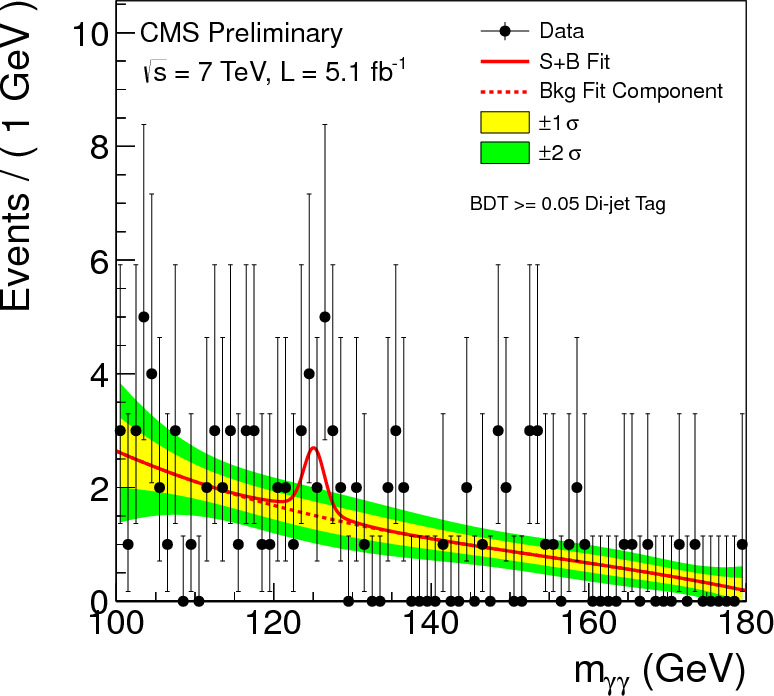 CMS Preliminary
√s = 7 TeV, L = 5.1 fb⁻¹
Data
S+B Fit
Bkg Fit Component
±1 σ
±2 σ
BDT >= 0.05 Di-jet Tag
Events / ( 1 GeV)
10
8
6
4
2
0
100 120 140 160 180
mγγ (GeV)